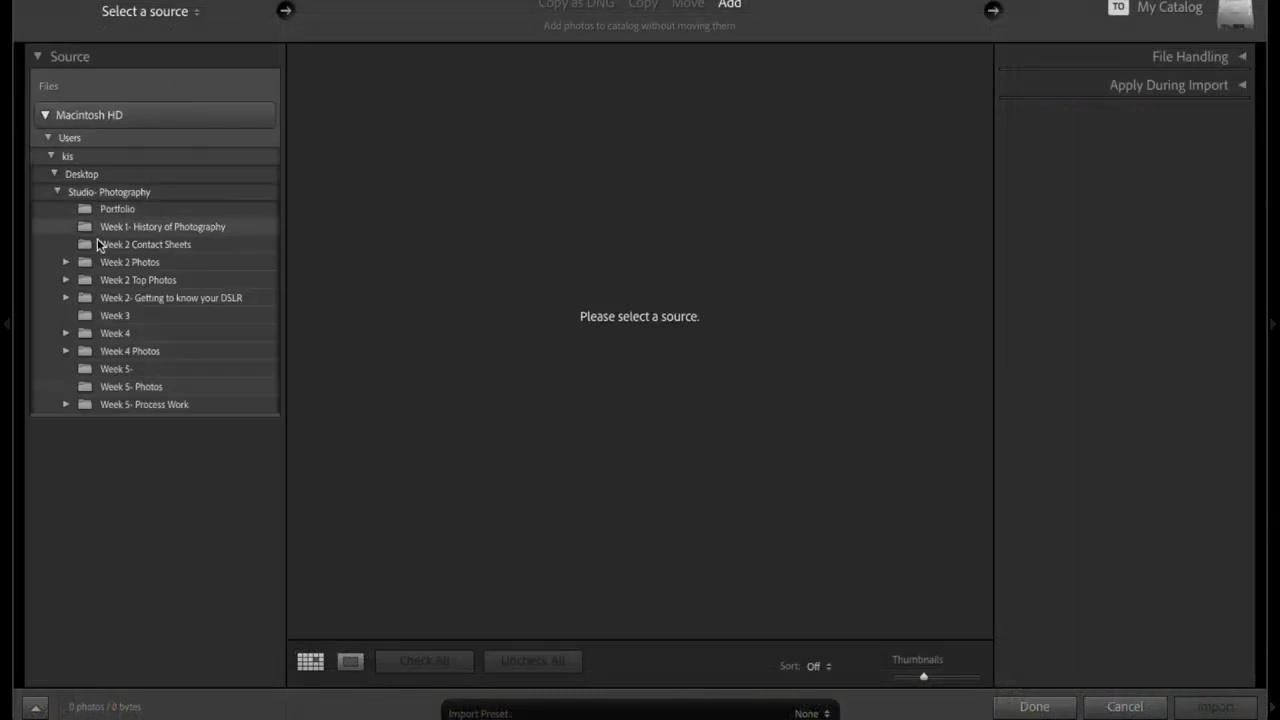 Select a source
Copy as DNG Copy Move Add
Add photos to catalog without moving them
TO My Catalog
Source
Files
Macintosh HD
Users
kis
Desktop
Studio- Photography
Portfolio
Week 1- History of Photography
Week 2 Contact Sheets
Week 2 Photos
Week 2 Top Photos
Week 2- Getting to know your DSLR
Week 3
Week 4
Week 4 Photos
Week 5-
Week 5- Photos
Week 5- Process Work
Please select a source.
File Handling
Apply During Import
Check All Uncheck All
Sort: Off
Thumbnails
0 photos / 0 bytes
Import Preset: None
Done Cancel Import